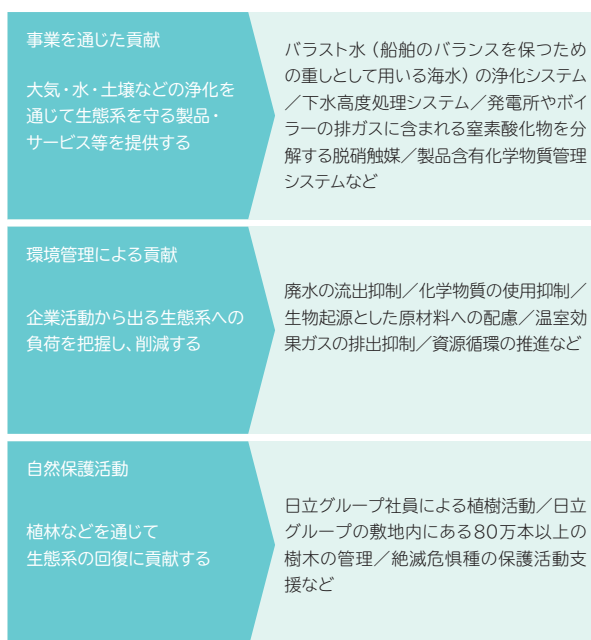 事業を通じた貢献
大気・水・土壌などの浄化を
通じて生態系を守る製品・
サービス等を提供する
バラスト水（船舶のバランスを保つため
の重しとして用いる海水）の浄化システム
／下水高度処理システム／発電所やボイ
ラーの排ガスに含まれる窒素酸化物を分
解する脱硝触媒／製品含有化学物質管理
システムなど
環境管理による貢献
企業活動から出る生態系への
負荷を把握し、削減する
廃水の流出抑制／化学物質の使用抑制／
生物起源とした原材料への配慮／温室効
果ガスの排出抑制／資源循環の推進など
自然保護活動
植林などを通じて
生態系の回復に貢献する
日立グループ社員による植樹活動／日立
グループの敷地内にある80万本以上の
樹木の管理／絶滅危惧種の保護活動支
援など